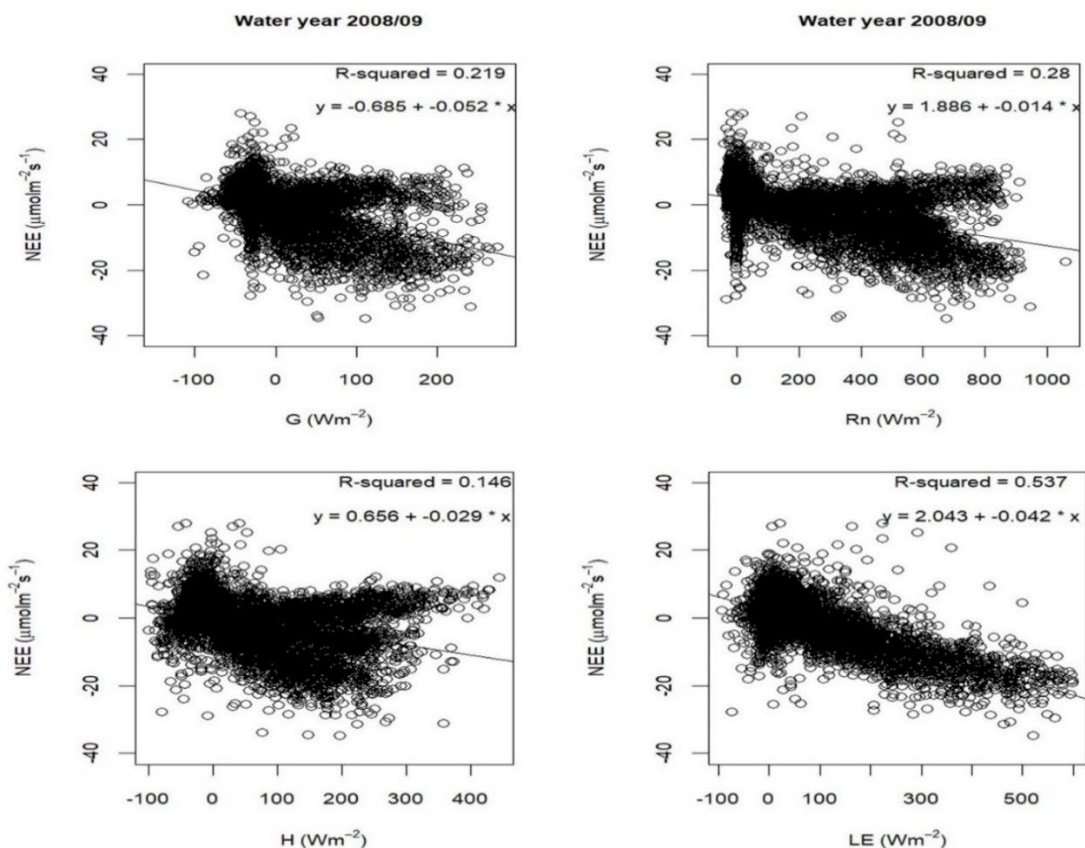 Water year 2008/09
R-squared = 0.219
y = -0.685 + -0.052 * x
NEE (μmolm⁻²s⁻¹)
40
20
0
-20
-40
-100 0 100 200
G (Wm⁻²)
Water year 2008/09
R-squared = 0.28
y = 1.886 + -0.014 * x
NEE (μmolm⁻²s⁻¹)
40
20
0
-20
-40
0 200 400 600 800 1000
Rn (Wm⁻²)
R-squared = 0.146
y = 0.656 + -0.029 * x
NEE (μmolm⁻²s⁻¹)
40
20
0
-20
-40
-100 0 100 200 300 400
H (Wm⁻²)
R-squared = 0.537
y = 2.043 + -0.042 * x
NEE (μmolm⁻²s⁻¹)
40
20
0
-20
-40
-100 0 100 300 500
LE (Wm⁻²)